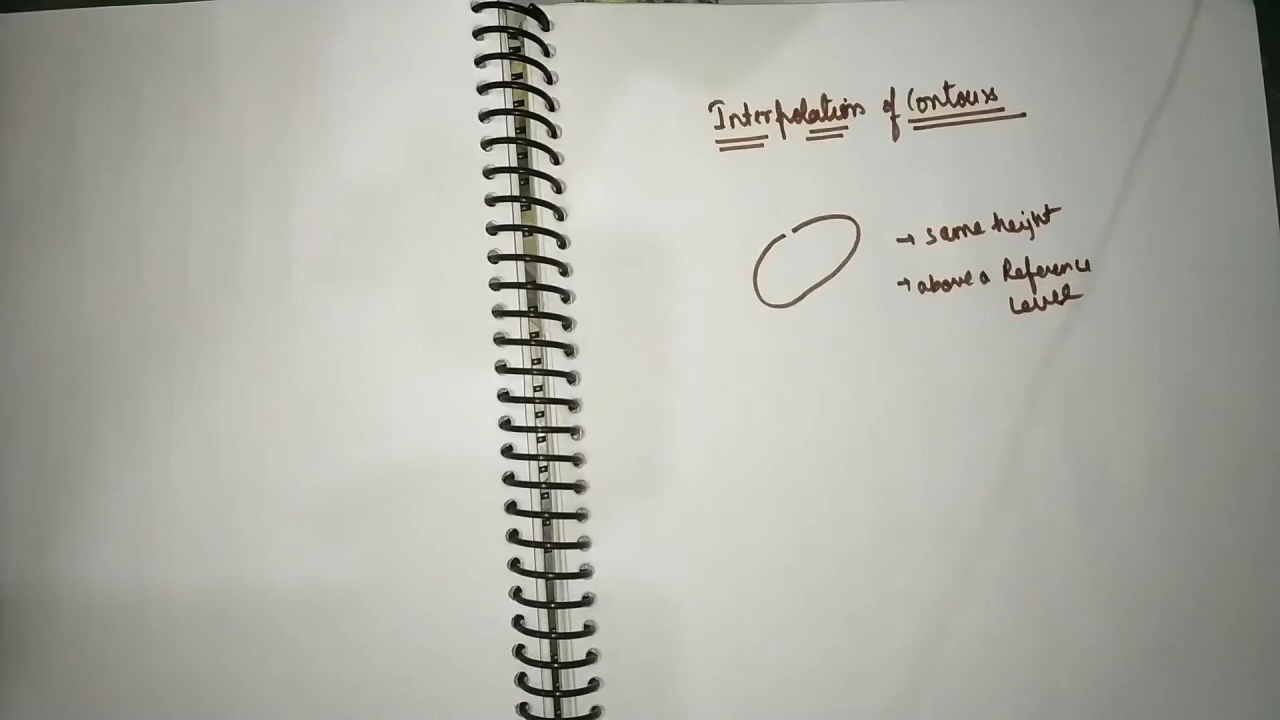 Interpolation of Contours
→ same height
→ above a Reference
Level